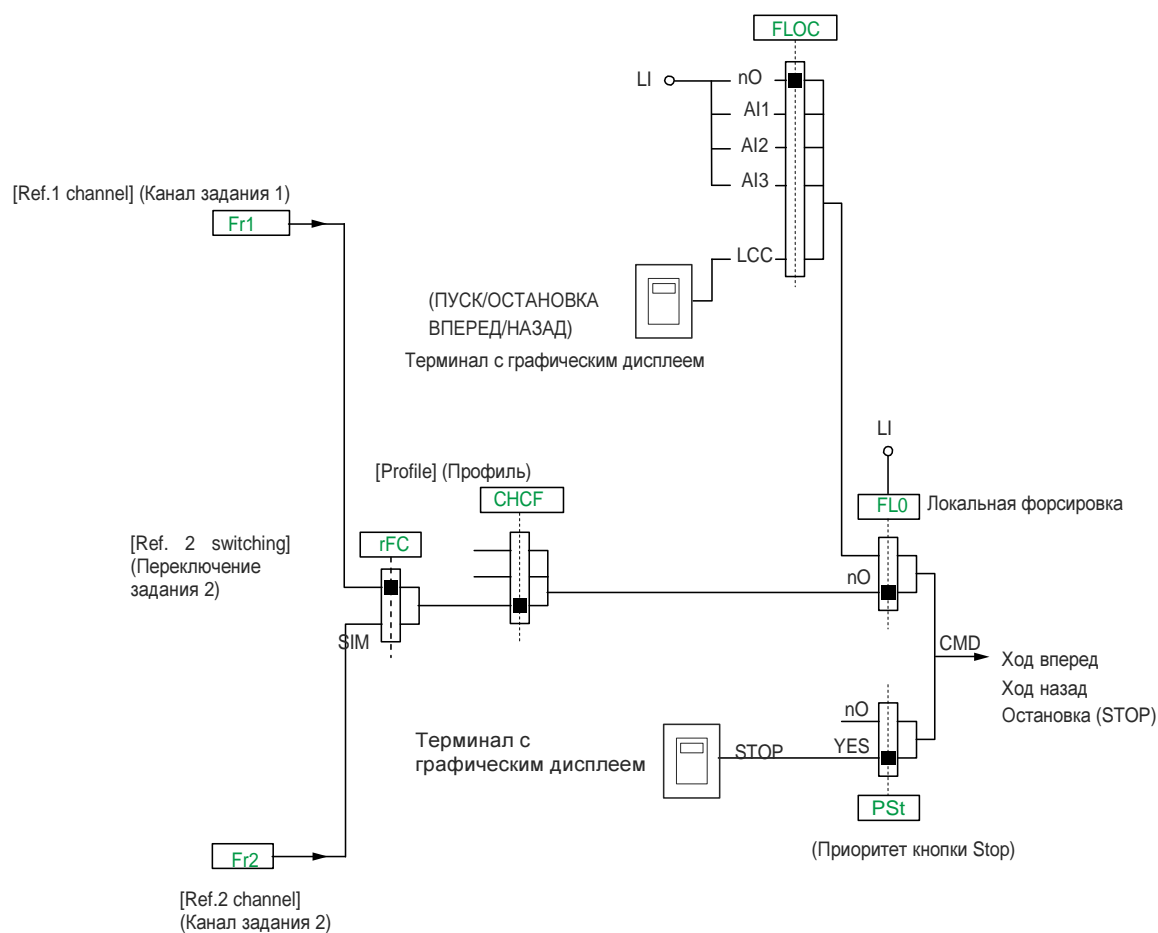 FLOC
LI
nO
AI1
AI2
AI3
[Ref.1 channel] (Канал задания 1)
Fr1
LCC
(ПУСК/ОСТАНОВКА
ВПЕРЕД/НАЗАД)
Терминал с графическим дисплеем
LI
[Profile] (Профиль)
CHCF
FL0
Локальная форсировка
[Ref. 2 switching]
(Переключение
задания 2)
rFC
nO
SIM
CMD
Ход вперед
Ход назад
Остановка (STOP)
nO
Терминал с
графическим дисплеем
STOP
YES
PSt
(Приоритет кнопки Stop)
Fr2
[Ref.2 channel]
(Канал задания 2)